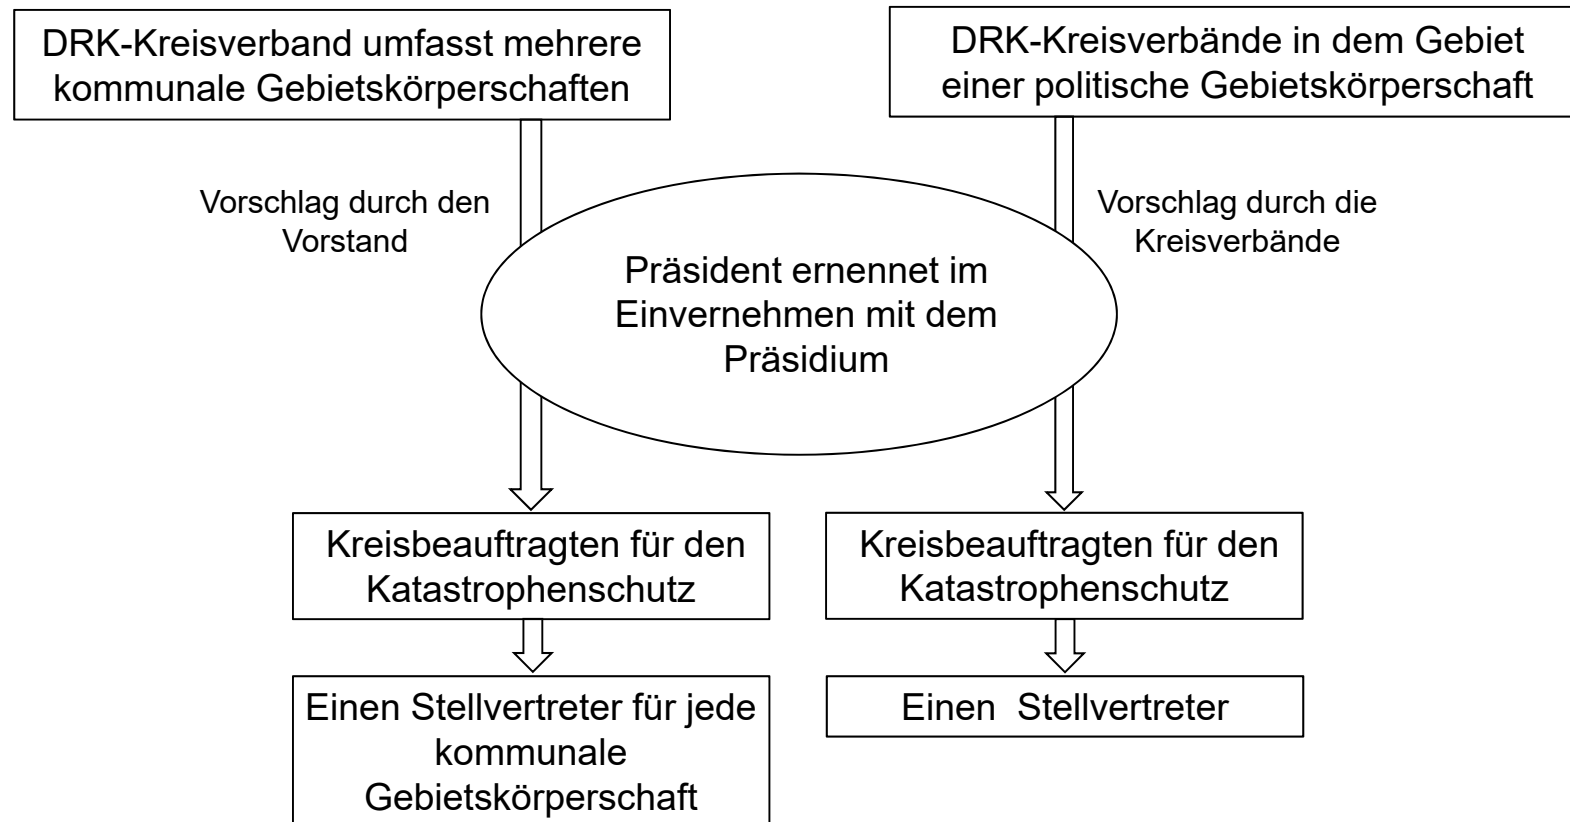 DRK-Kreisverband umfasst mehrere
kommunale Gebietskörperschaften
DRK-Kreisverbände in dem Gebiet
einer politische Gebietskörperschaft
Vorschlag durch den
Vorstand
Vorschlag durch die
Kreisverbände
Präsident ernennet im
Einvernehmen mit dem
Präsidium
Kreisbeauftragten für den
Katastrophenschutz
Kreisbeauftragten für den
Katastrophenschutz
Einen Stellvertreter für jede
kommunale
Gebietskörperschaft
Einen  Stellvertreter